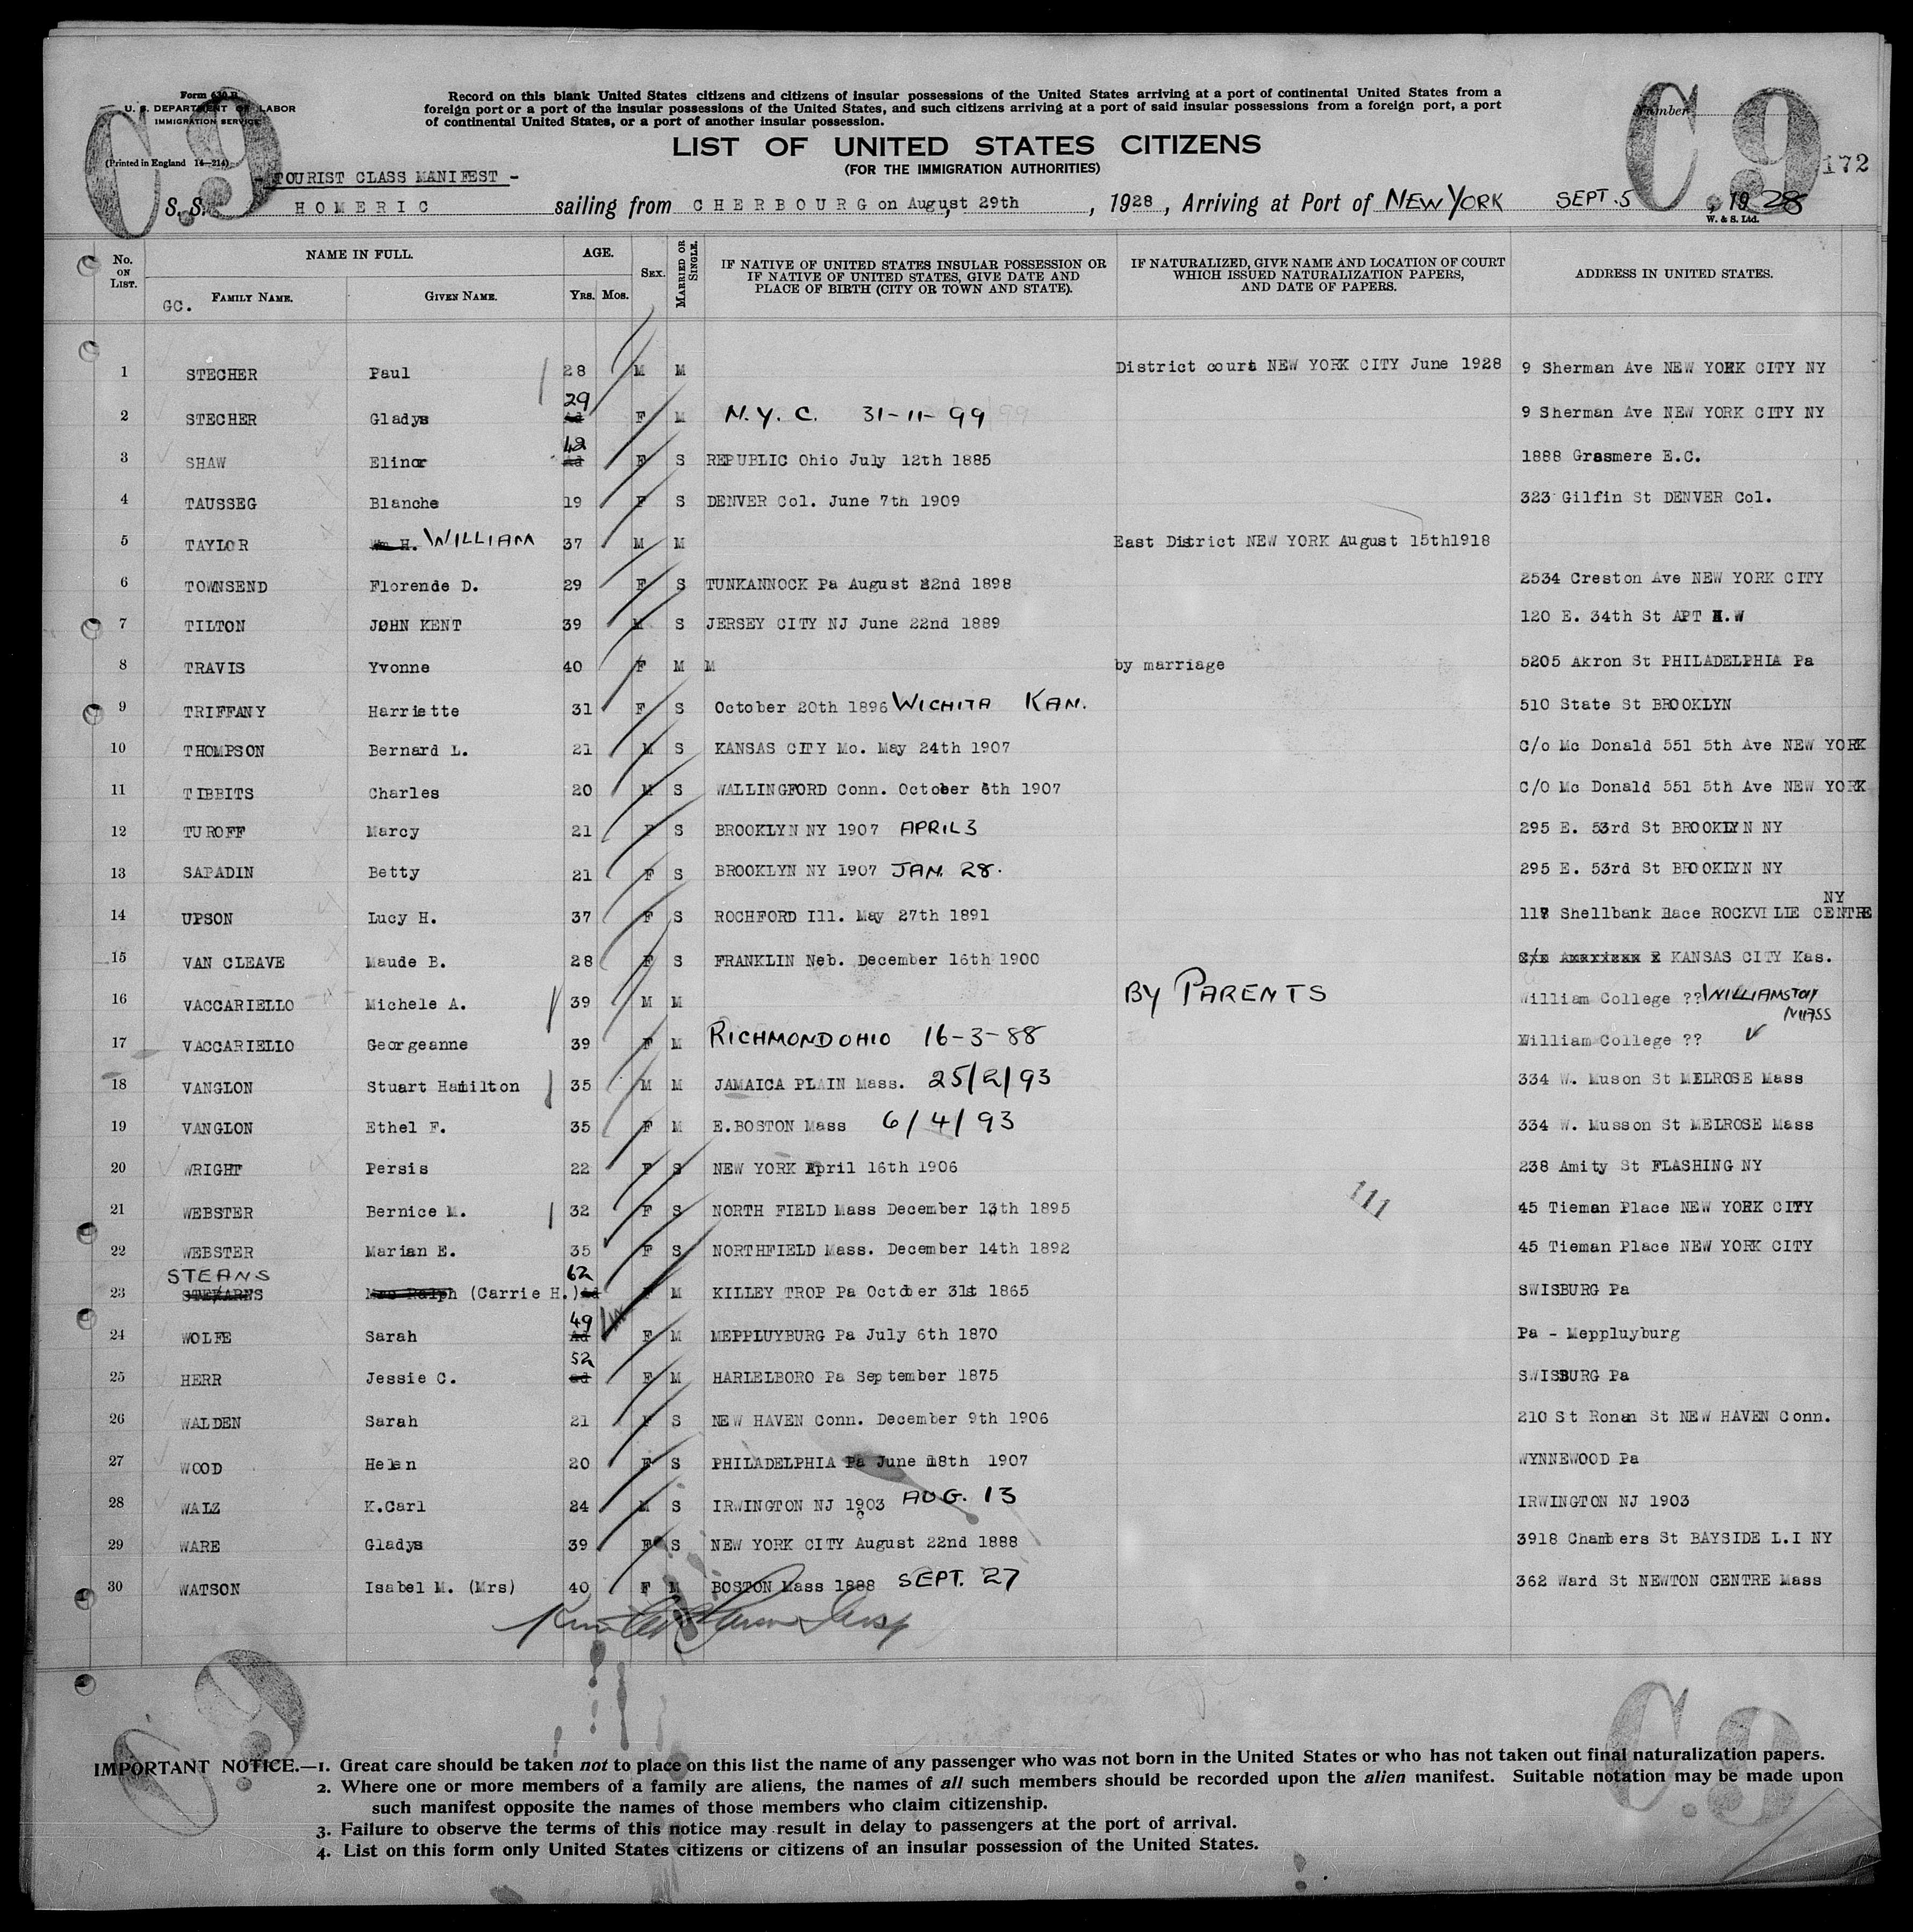 Form 630 B
U. S. DEPARTMENT OF LABOR
IMMIGRATION SERVICE
(Printed in England 14—214)
C9
C9
Number
172
Record on this blank United States citizens and citizens of insular possessions of the United States arriving at a port of continental United States from a
foreign port or a port of the insular possessions of the United States, and such citizens arriving at a port of said insular possessions from a foreign port, a port
of continental United States, or a port of another insular possession.
LIST OF UNITED STATES CITIZENS
(FOR THE IMMIGRATION AUTHORITIES)
- TOURIST CLASS MANIFEST -
S. S. HOMERIC sailing from CHERBOURG on August 29th, 1928, Arriving at Port of NEW YORK SEPT. 5, 1928
W. & S. Ltd.
No. ON LIST. NAME IN FULL. AGE. SEX. MARRIED OR SINGLE. IF NATIVE OF UNITED STATES INSULAR POSSESSION OR IF NATIVE OF UNITED STATES, GIVE DATE AND PLACE OF BIRTH (CITY OR TOWN AND STATE). IF NATURALIZED, GIVE NAME AND LOCATION OF COURT WHICH ISSUED NATURALIZATION PAPERS, AND DATE OF PAPERS. ADDRESS IN UNITED STATES.
GC. FAMILY NAME. GIVEN NAME. Yrs. Mos.
1 STECHER Paul 28 M M District court NEW YORK CITY June 1928 9 Sherman Ave NEW YORK CITY NY
2 STECHER Gladys 29 F M N.Y.C. 31-11-99 9 Sherman Ave NEW YORK CITY NY
3 SHAW Elinor 42 F S REPUBLIC Ohio July 12th 1885 1888 Grasmere E.C.
4 TAUSSEG Blanche 19 F S DENVER Col. June 7th 1909 323 Gilfin St DENVER Col.
5 TAYLOR Wm H. WILLIAM 37 M M East District NEW YORK August 15th1918
6 TOWNSEND Florende D. 29 F S TUNKANNOCK Pa August 22nd 1898 2534 Creston Ave NEW YORK CITY
7 TILTON JOHN KENT 39 M S JERSEY CITY NJ June 22nd 1889 120 E. 34th St APT H.W
8 TRAVIS Yvonne 40 F M M by marriage 5205 Akron St PHILADELPHIA Pa
9 TRIFFANY Harriette 31 F S October 20th 1896 WICHITA KAN. 510 State St BROOKLYN
10 THOMPSON Bernard L. 21 M S KANSAS CITY Mo. May 24th 1907 C/o Mc Donald 551 5th Ave NEW YORK
11 TIBBITS Charles 20 M S WALLINGFORD Conn. October 6th 1907 C/O Mc Donald 551 5th Ave NEW YORK
12 TUROFF Marcy 21 F S BROOKLYN NY 1907 APRIL 3 295 E. 53rd St BROOKLYN NY
13 SAPADIN Betty 21 F S BROOKLYN NY 1907 JAN. 28. 295 E. 53rd St BROOKLYN NY
14 UPSON Lucy H. 37 F S ROCHFORD Ill. May 27th 1891 118 Shellbank Place ROCKVILLE CENTRE NY
15 VAN CLEAVE Maude B. 28 F S FRANKLIN Neb. December 16th 1900 KANSAS CITY Kas.
16 VACCARIELLO Michele A. 39 M M BY PARENTS William College ?? WILLIAMSTON MASS
17 VACCARIELLO Georgeanne 39 F M RICHMOND OHIO 16-3-88 William College ??
18 VANGLON Stuart Hamilton 35 M M JAMAICA PLAIN Mass. 25/2/93 334 W. Muson St MELROSE Mass
19 VANGLON Ethel F. 35 F M E.BOSTON Mass 6/4/93 334 W. Musson St MELROSE Mass
20 WRIGHT Persis 22 F S NEW YORK April 16th 1906 238 Amity St FLASHING NY
111
21 WEBSTER Bernice M. 32 F S NORTH FIELD Mass December 13th 1895 45 Tieman Place NEW YORK CITY
22 WEBSTER Marian E. 35 F S NORTHFIELD Mass. December 14th 1892 45 Tieman Place NEW YORK CITY
23 STEANS (Carrie H.) 62 F M KILLEY TROP Pa October 31st 1865 SWISBURG Pa
24 WOLFE Sarah 49 F M MEPPLUYBURG Pa July 6th 1870 Pa - Meppluyburg
25 HERR Jessie C. 52 F M HARLELBORO Pa September 1875 SWISBURG Pa
26 WALDEN Sarah 21 F S NEW HAVEN Conn. December 9th 1906 210 St Ronan St NEW HAVEN Conn.
27 WOOD Helen 20 F S PHILADELPHIA Pa June 18th 1907 WYNNEWOOD Pa
28 WALZ K.Carl 24 M S IRWINGTON NJ 1903 AUG. 13 IRWINGTON NJ 1903
29 WARE Gladys 39 F S NEW YORK CITY August 22nd 1888 3918 Chambers St BAYSIDE L.I NY
30 WATSON Isabel M. (Mrs) 40 F M BOSTON Mass 1888 SEPT. 27 362 Ward St NEWTON CENTRE Mass
C.9
C.9
IMPORTANT NOTICE.—1. Great care should be taken not to place on this list the name of any passenger who was not born in the United States or who has not taken out final naturalization papers.
2. Where one or more members of a family are aliens, the names of all such members should be recorded upon the alien manifest. Suitable notation may be made upon
such manifest opposite the names of those members who claim citizenship.
3. Failure to observe the terms of this notice may result in delay to passengers at the port of arrival.
4. List on this form only United States citizens or citizens of an insular possession of the United States.